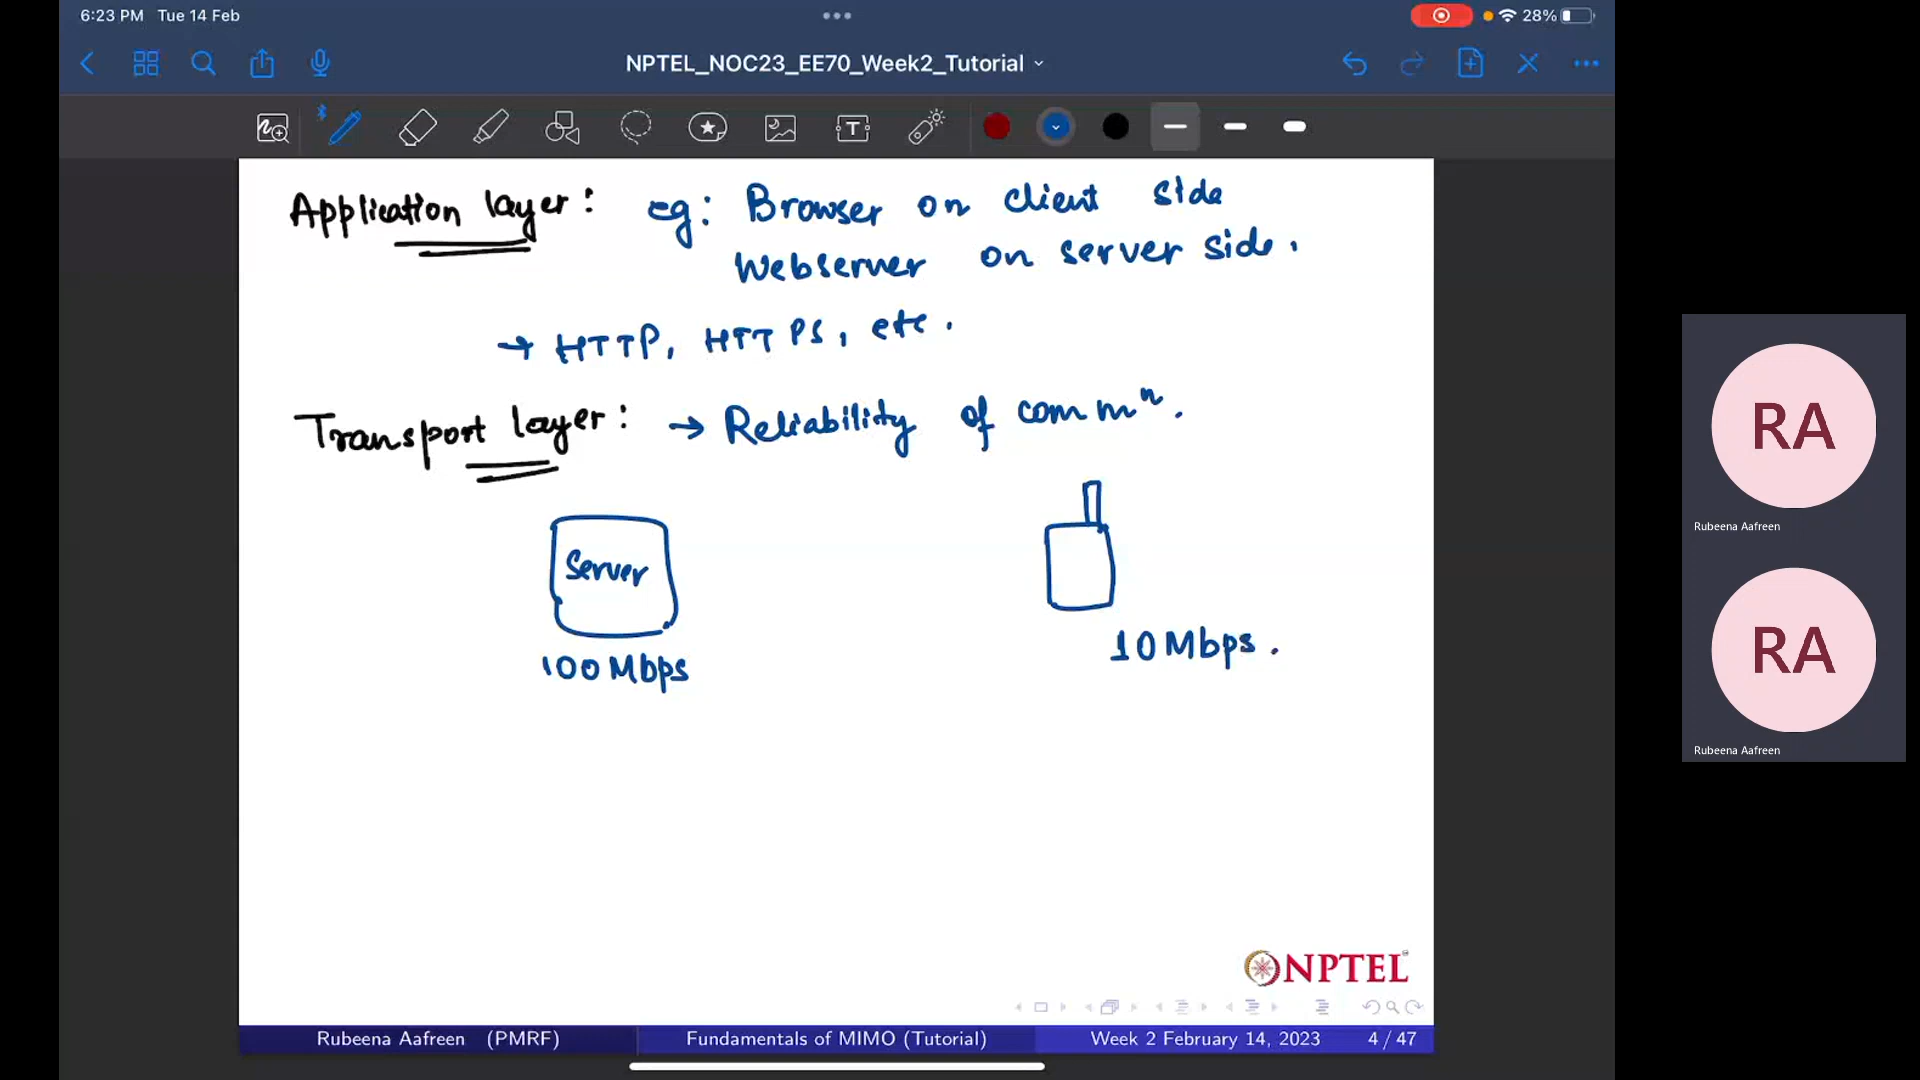 6:23 PM Tue 14 Feb
28%
NPTEL_NOC23_EE70_Week2_Tutorial
Application layer: eg: Browser on client side
Webserver on server side.
→ HTTP, HTTPS, etc.
Transport layer: → Reliability of commⁿ.
Server
100 Mbps
10 Mbps.
NPTEL
Rubeena Aafreen (PMRF) Fundamentals of MIMO (Tutorial) Week 2 February 14, 2023 4 / 47
RA
Rubeena Aafreen
RA
Rubeena Aafreen